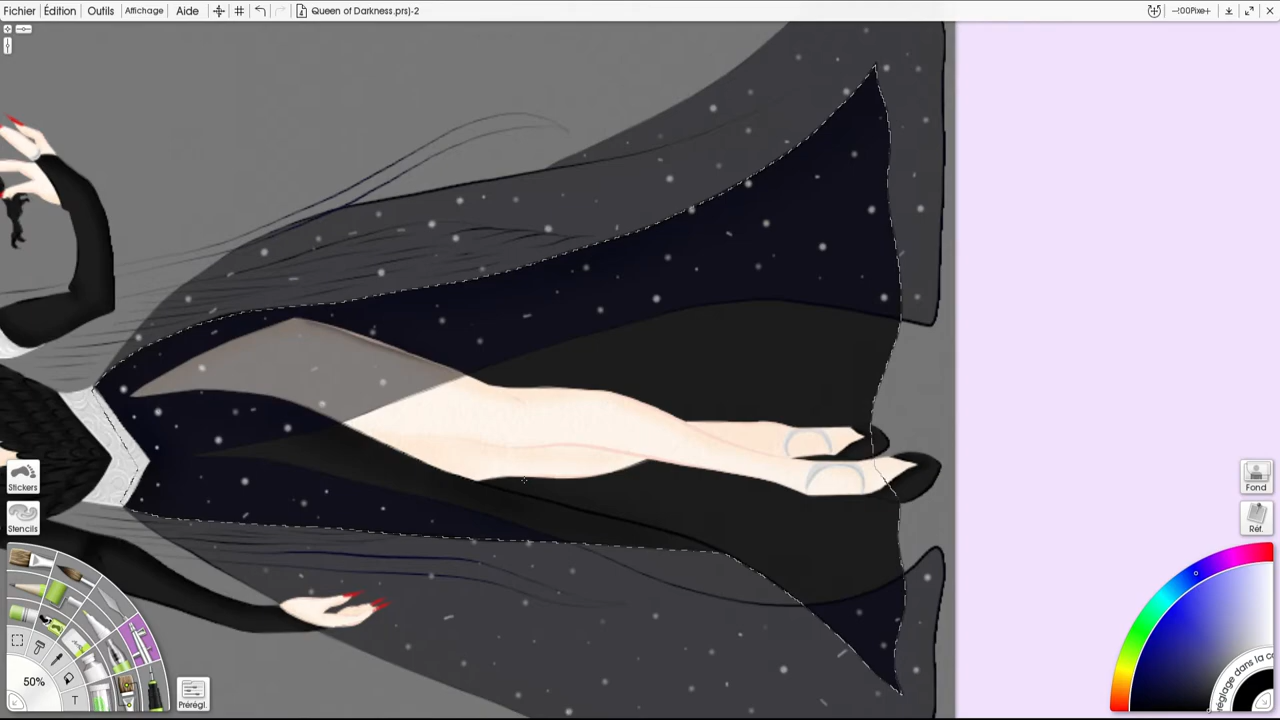 Fichier Édition Outils Affichage Aide Queen of Darkness.prs)-2
Stickers
Stencils
50%
T
Prérégl.
Fond
Réf.